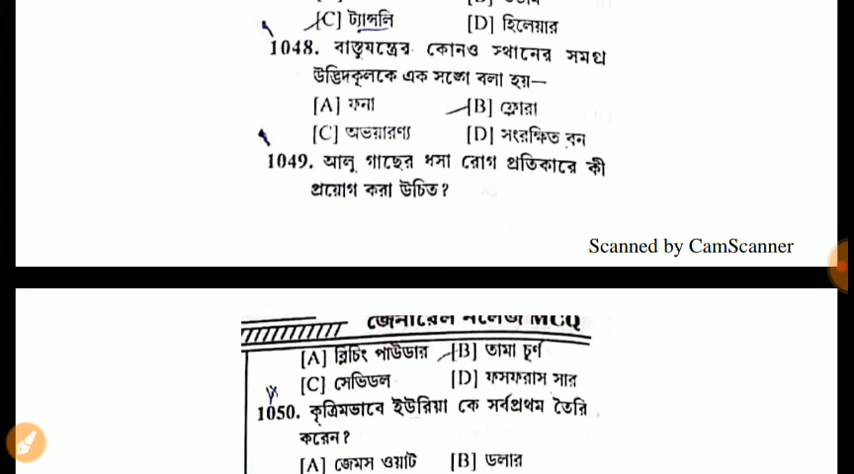 [C] ট্যান্সলি [D] হিলেয়ার
1048. বাস্তুযন্ত্রের কোনও স্থানের সমগ্র
উদ্ভিদকূলকে এক সঙ্গে বলা হয়—
[A] ফনা [B] ফ্লোরা
[C] অভয়ারণ্য [D] সংরক্ষিত বন
1049. আলু গাছের ধসা রোগ প্রতিকারে কী
প্রয়োগ করা উচিত?
Scanned by CamScanner
জেনারেল নলেজ MCQ
[A] ব্লিচিং পাউডার [B] তামা চূর্ণ
[C] সেভিডল [D] ফসফরাস সার
1050. কৃত্রিমভাবে ইউরিয়া কে সর্বপ্রথম তৈরি
করেন?
[A] জেমস ওয়াট [B] ডলার